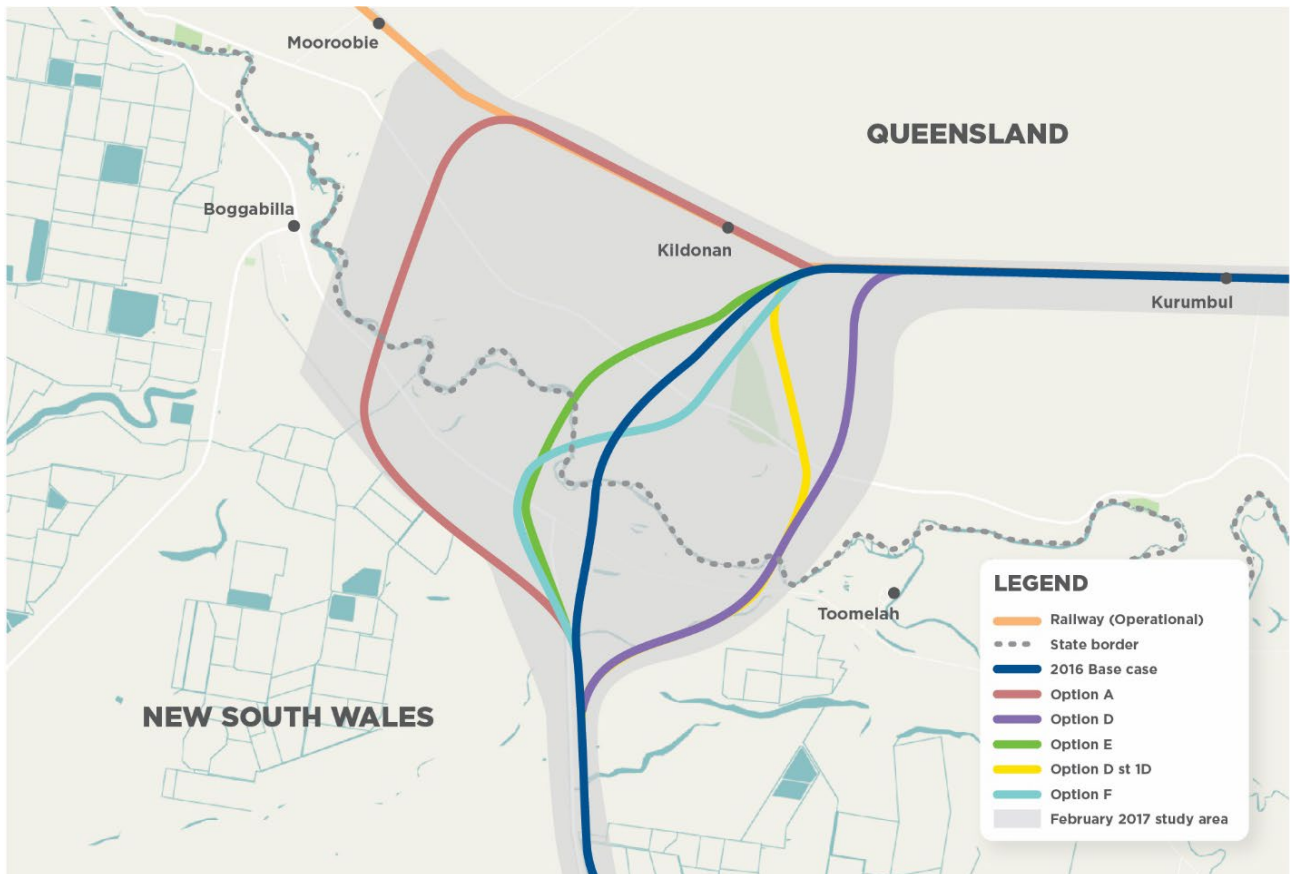 Mooroobie
QUEENSLAND
Boggabilla
Kildonan
Kurumbul
Toomelah
NEW SOUTH WALES
LEGEND
Railway (Operational)
State border
2016 Base case
Option A
Option D
Option E
Option D st 1D
Option F
February 2017 study area